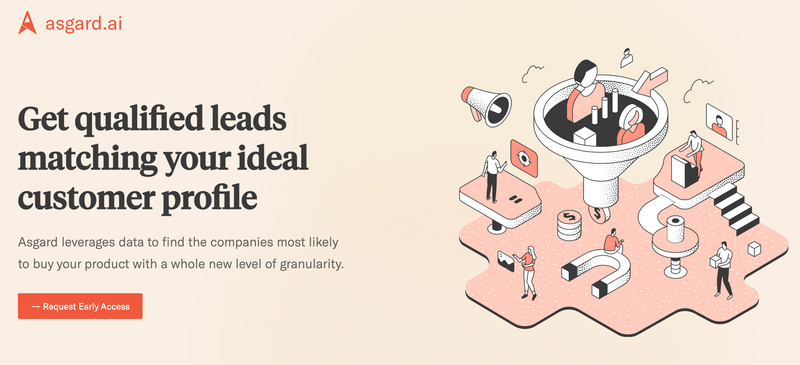 asgard.ai
Get qualified leads
matching your ideal
customer profile
Asgard leverages data to find the companies most likely
to buy your product with a whole new level of granularity.
→ Request Early Access